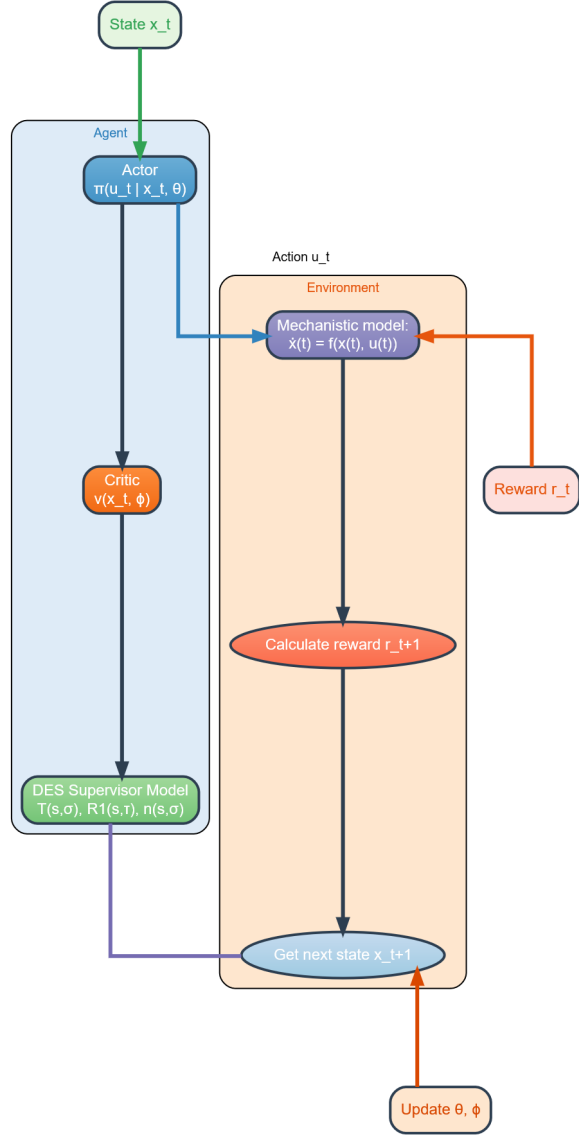 State x_t
Agent
Actor
π(u_t | x_t, θ)
Action u_t
Environment
Mechanistic model:
ẋ(t) = f(x(t), u(t))
Critic
v(x_t, ϕ)
Reward r_t
Calculate reward r_t+1
DES Supervisor Model
T(s,σ), R1(s,τ), n(s,σ)
Get next state x_t+1
Update θ, ϕ